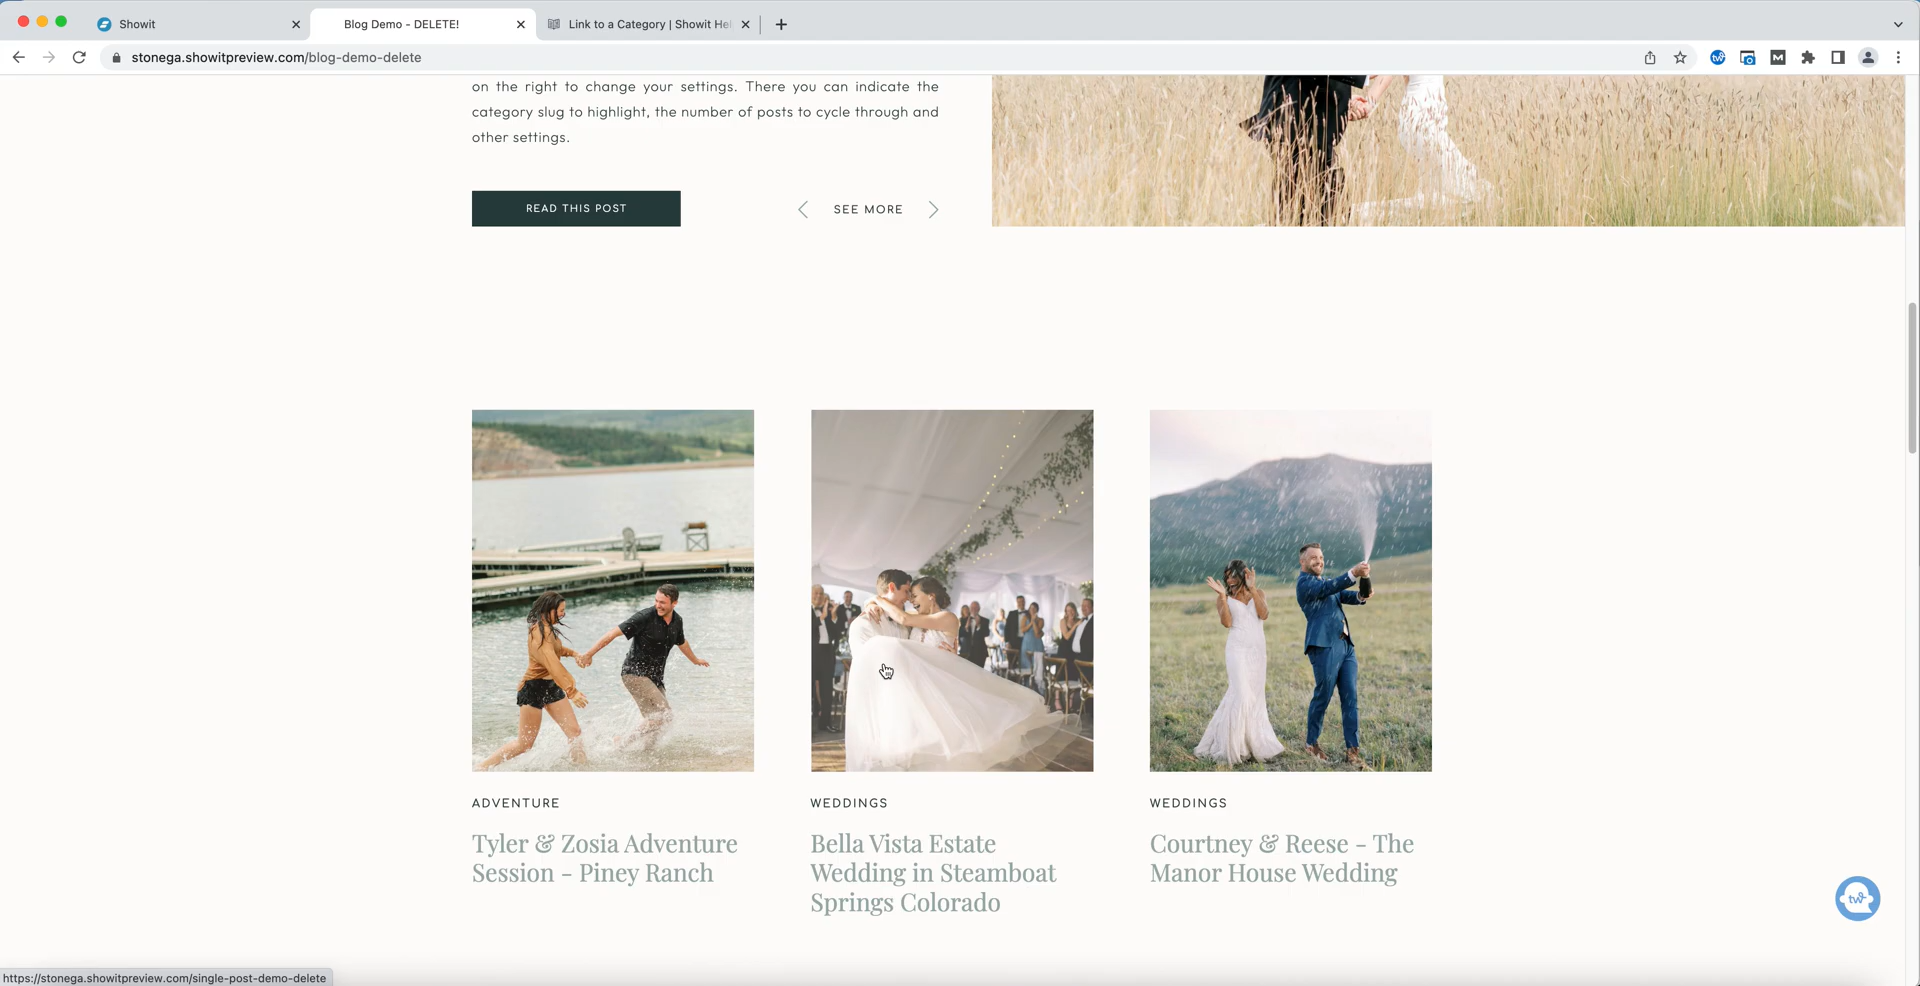 Showit
Blog Demo - DELETE!
Link to a Category | Showit Hel
stonega.showitpreview.com/blog-demo-delete
on the right to change your settings. There you can indicate the
category slug to highlight, the number of posts to cycle through and
other settings.
READ THIS POST
SEE MORE
ADVENTURE
WEDDINGS
WEDDINGS
Tyler & Zosia Adventure
Session - Piney Ranch
Bella Vista Estate
Wedding in Steamboat
Springs Colorado
Courtney & Reese - The
Manor House Wedding
tw
https://stonega.showitpreview.com/single-post-demo-delete